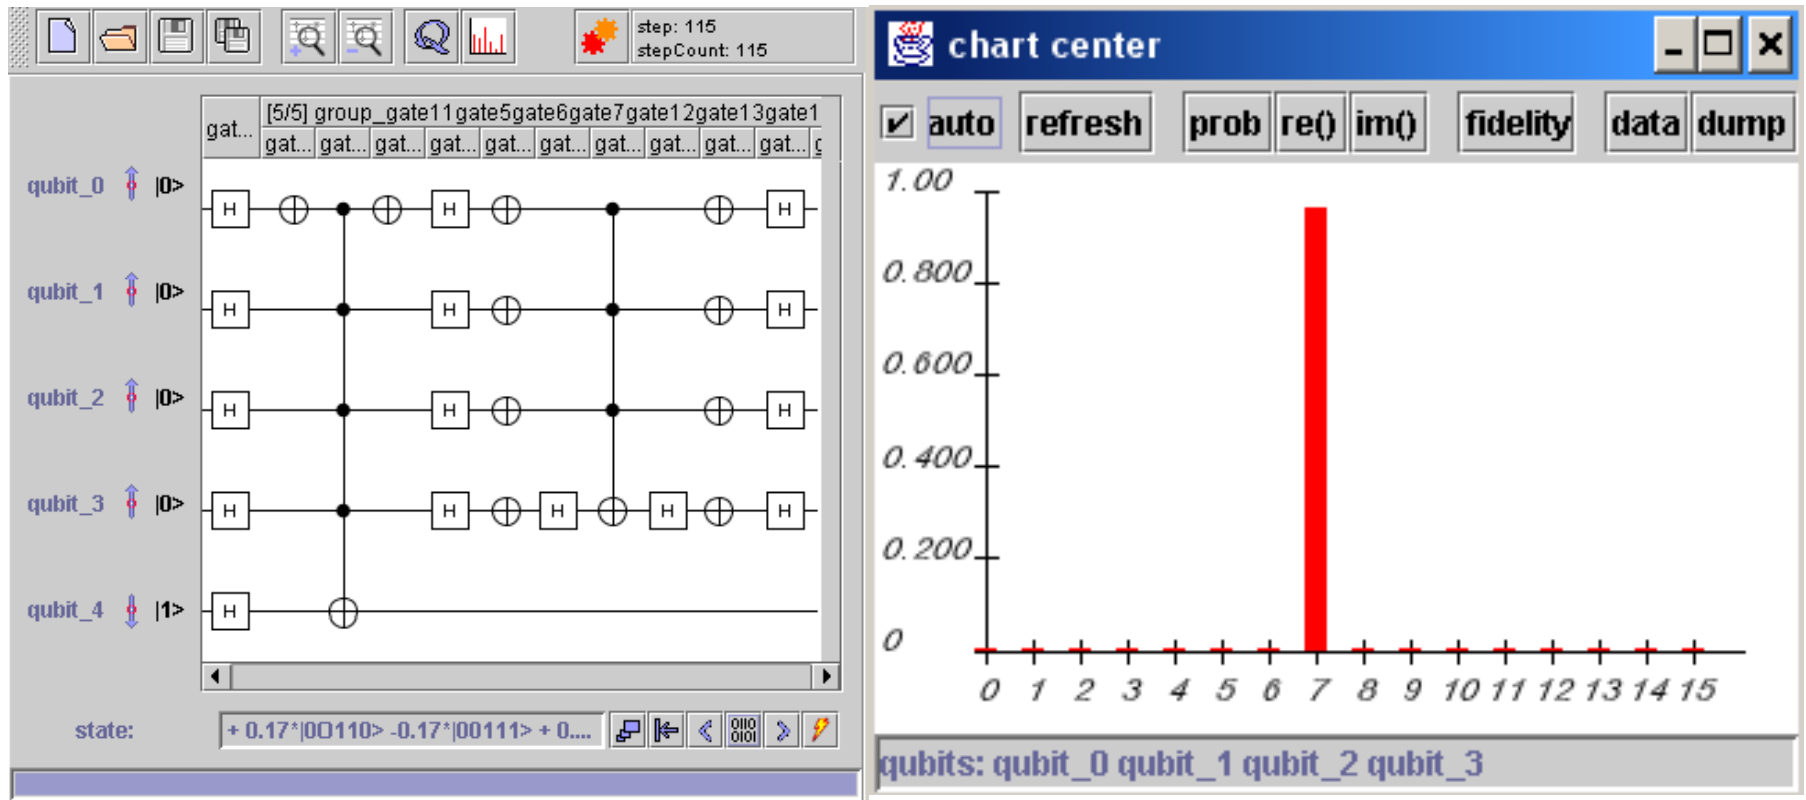 step: 115
stepCount: 115
gat... [5/5] group_gate11gate5gate6gate7gate12gate13gate1
gat... gat... gat... gat... gat... gat... gat... gat... gat... gat... g
qubit_0 |0>
H H H
qubit_1 |0>
H H H
qubit_2 |0>
H H H
qubit_3 |0>
H H H H H
qubit_4 |1>
H
state: + 0.17*|00110> -0.17*|00111> + 0....
0110
0101
chart center
auto refresh prob re() im() fidelity data dump
1.00
0.800
0.600
0.400
0.200
0
0 1 2 3 4 5 6 7 8 9 10 11 12 13 14 15
qubits: qubit_0 qubit_1 qubit_2 qubit_3